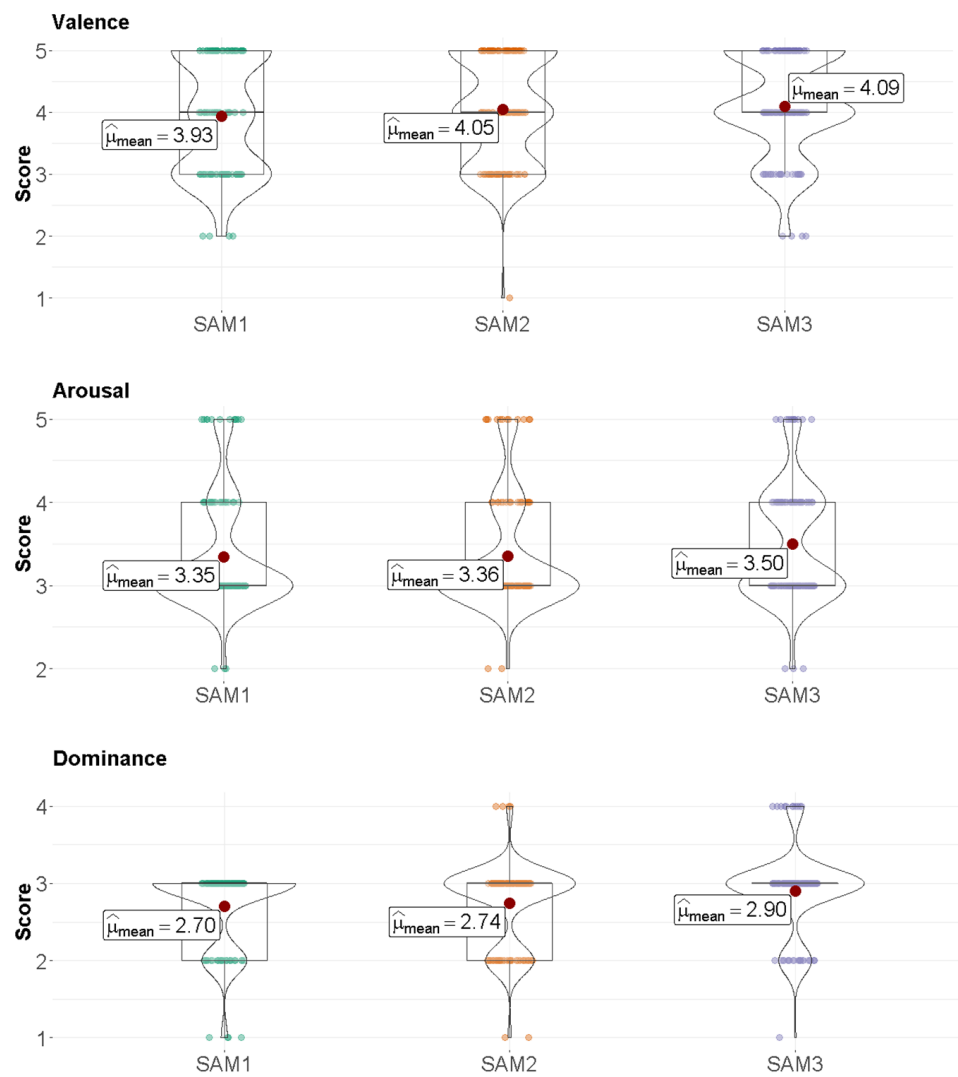 Valence
5
4
3
2
1
Score
μ̂mean = 3.93
μ̂mean = 4.05
μ̂mean = 4.09
SAM1 SAM2 SAM3
Arousal
5
4
3
2
Score
μ̂mean = 3.35
μ̂mean = 3.36
μ̂mean = 3.50
SAM1 SAM2 SAM3
Dominance
4
3
2
1
Score
μ̂mean = 2.70
μ̂mean = 2.74
μ̂mean = 2.90
SAM1 SAM2 SAM3